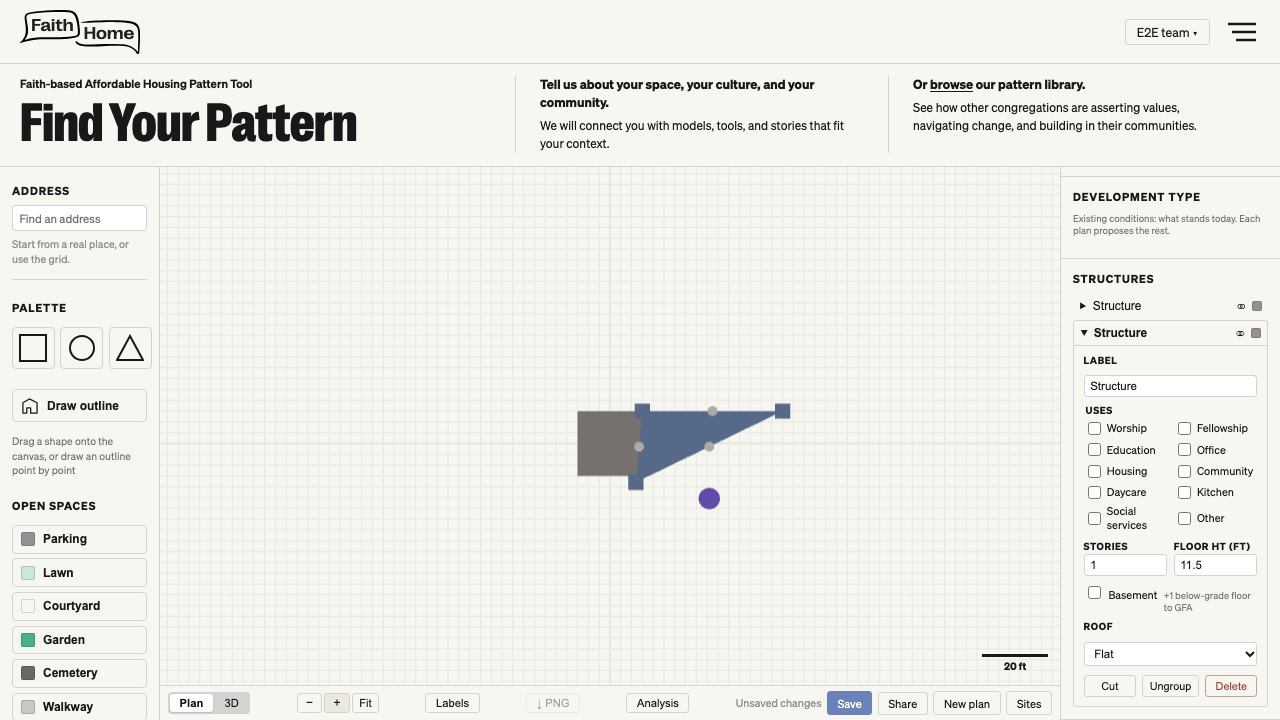 Faith
Home
E2E team ▾
Faith-based Affordable Housing Pattern Tool
Find Your Pattern
Tell us about your space, your culture, and your
community.
We will connect you with models, tools, and stories that fit
your context.
Or browse our pattern library.
See how other congregations are asserting values,
navigating change, and building in their communities.
ADDRESS
Find an address
Start from a real place, or
use the grid.
PALETTE
Draw outline
Drag a shape onto the
canvas, or draw an outline
point by point
OPEN SPACES
Parking
Lawn
Courtyard
Garden
Cemetery
Walkway
20 ft
Plan
3D
−
+
Fit
Labels
↓ PNG
Analysis
Unsaved changes
Save
Share
New plan
Sites
DEVELOPMENT TYPE
Existing conditions: what stands today. Each
plan proposes the rest.
STRUCTURES
Structure
Structure
LABEL
Structure
USES
Worship
Fellowship
Education
Office
Housing
Community
Daycare
Kitchen
Social
services
Other
STORIES
FLOOR HT (FT)
1
11.5
Basement
+1 below-grade floor
to GFA
ROOF
Flat
Cut
Ungroup
Delete